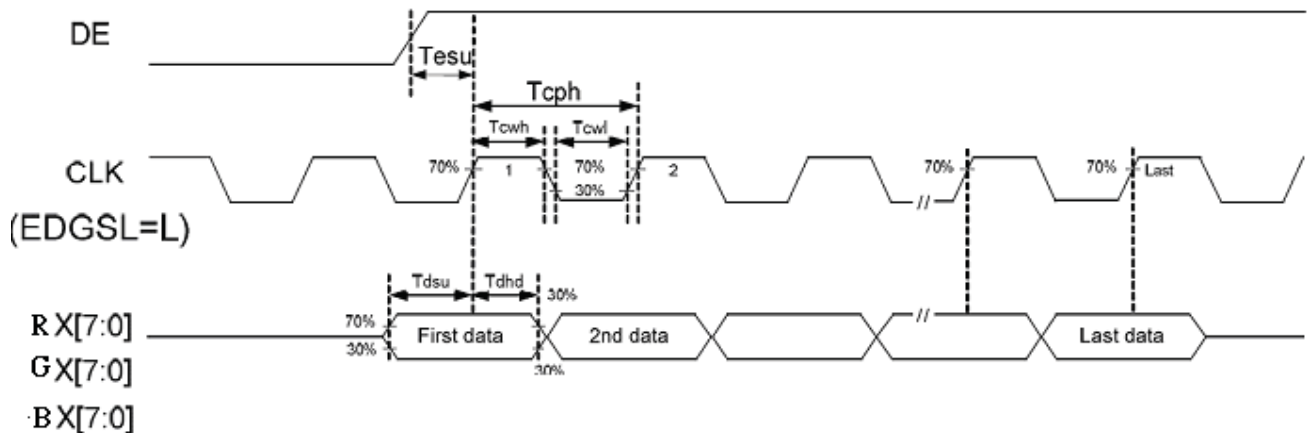 DE
Tesu
Tcph
Tcwh Tcwl
CLK 70% 1 70% 2 70% 70% Last
30%
//
(EDGSL=L)
Tdsu Tdhd
30%
RX[7:0] 70% //
First data 2nd data Last data
30%
GX[7:0] 30%
BX[7:0]